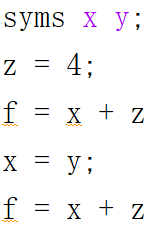 syms x y;
z = 4;
f = x + z
x = y;
f = x + z